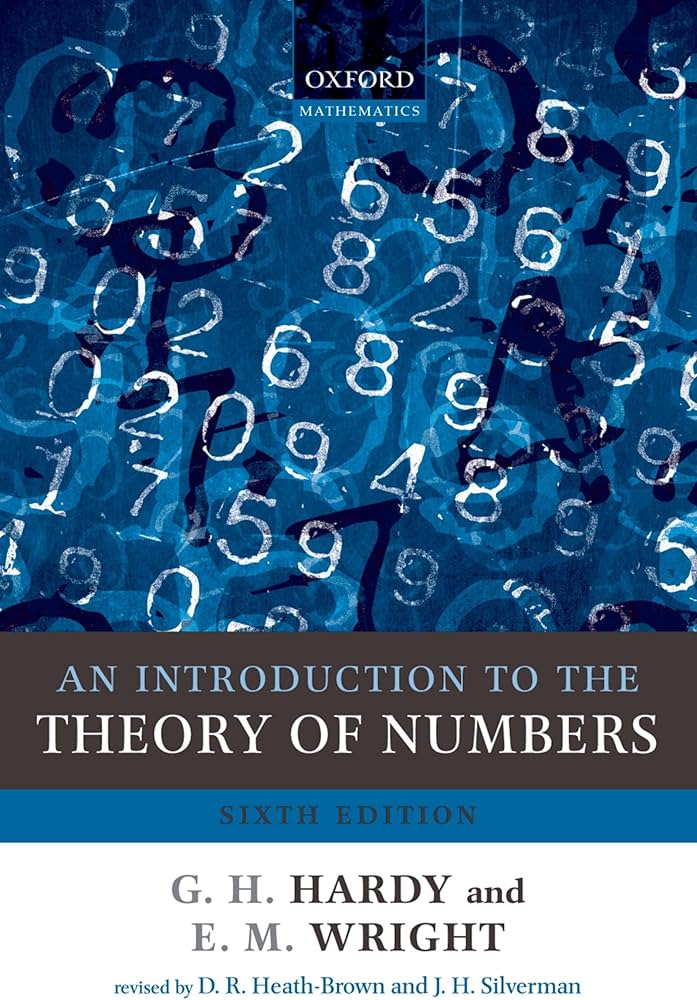 OXFORD
MATHEMATICS
AN INTRODUCTION TO THE
THEORY OF NUMBERS
SIXTH EDITION
G. H. HARDY and
E. M. WRIGHT
revised by D. R. Heath-Brown and J. H. Silverman